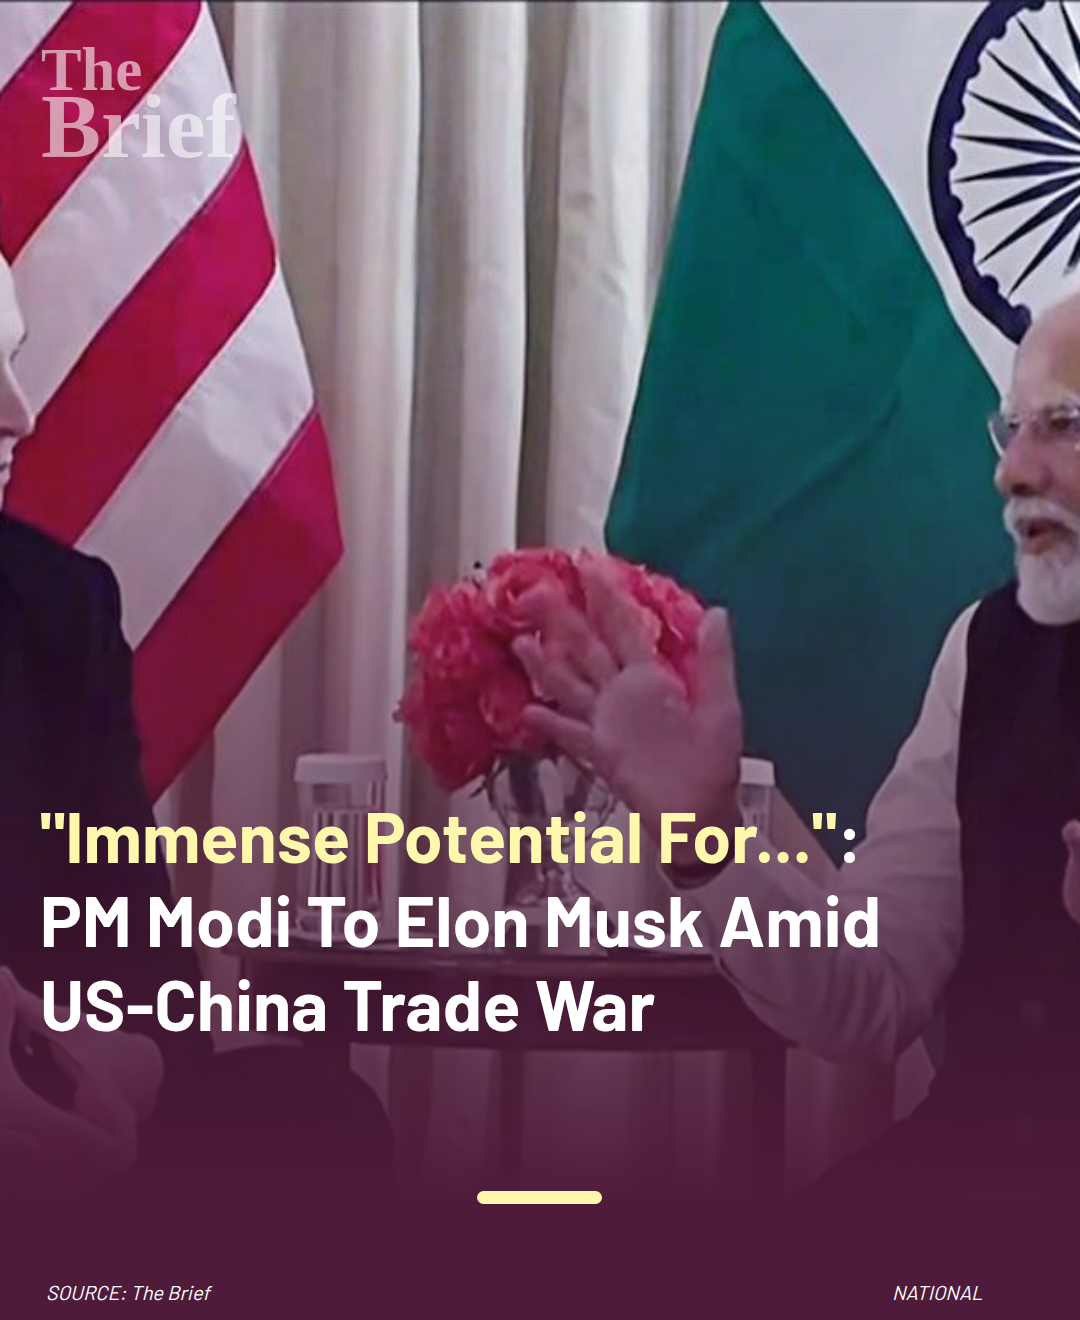 The
Brief
"Immense Potential For...":
PM Modi To Elon Musk Amid
US-China Trade War
SOURCE: The Brief
NATIONAL